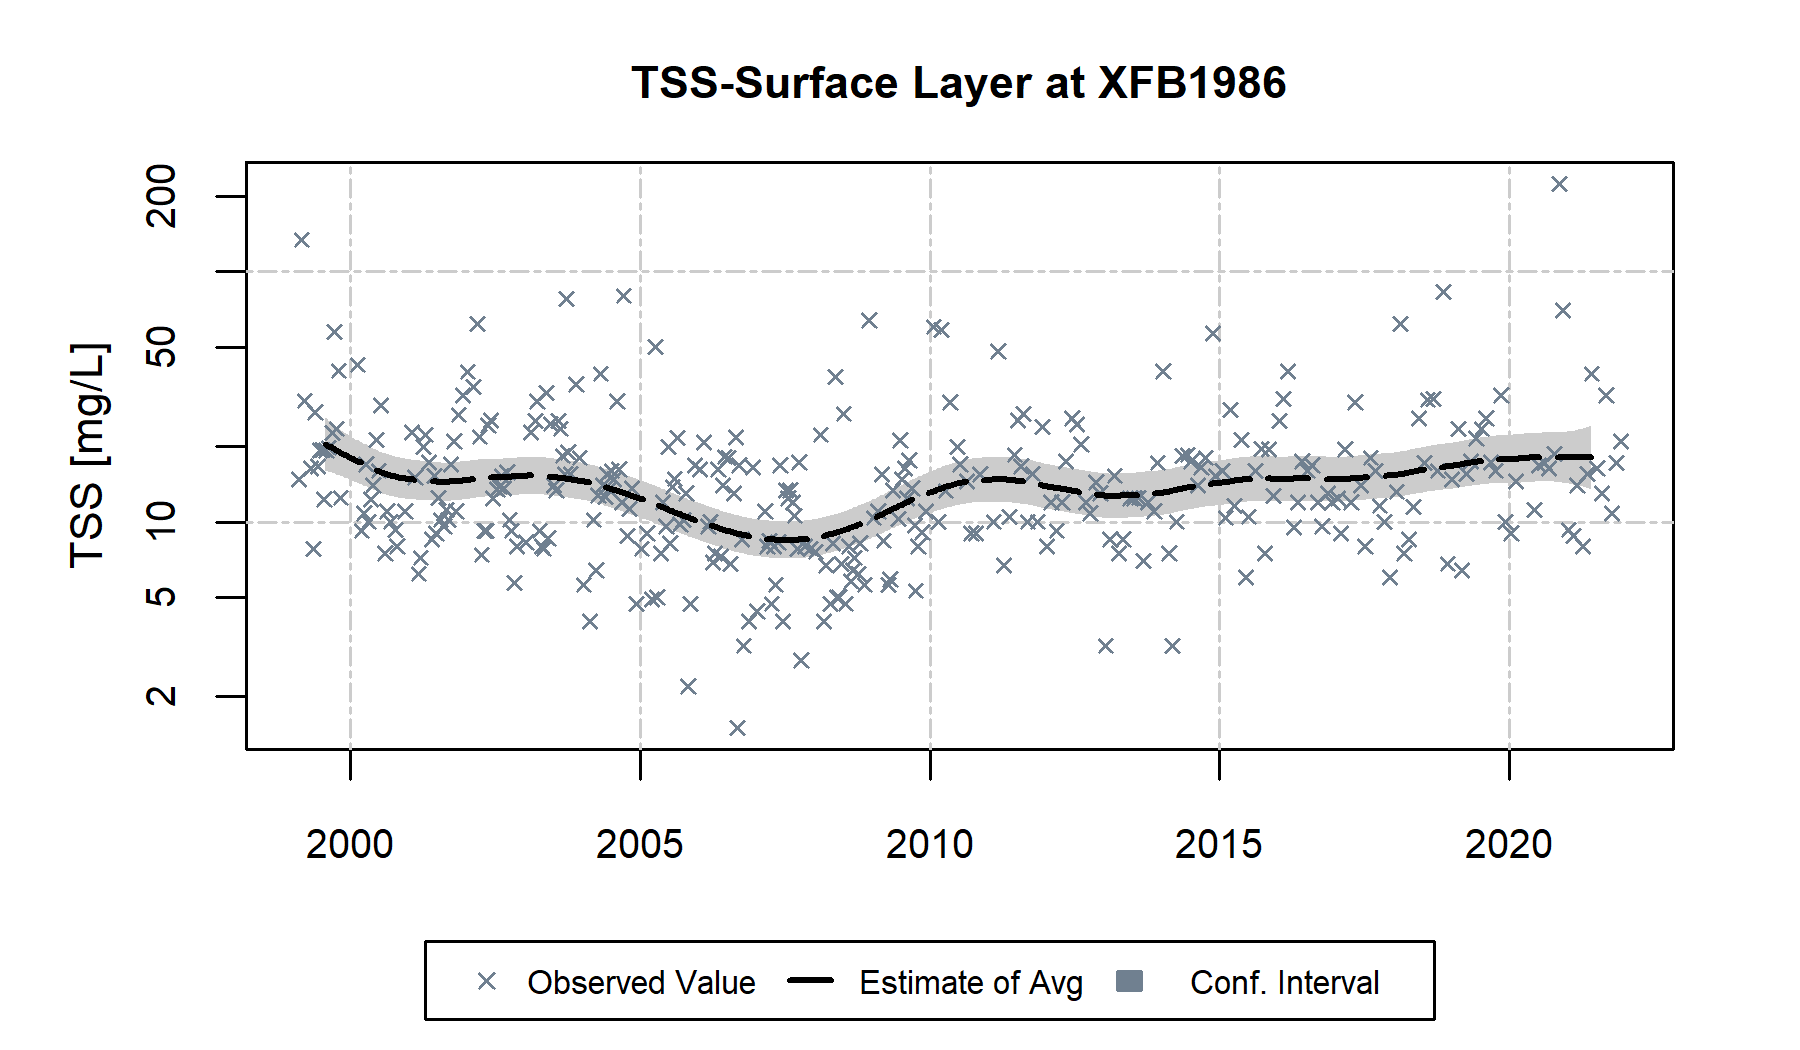 TSS-Surface Layer at XFB1986
TSS [mg/L]
200
50
10
5
2
2000 2005 2010 2015 2020
Observed Value Estimate of Avg Conf. Interval